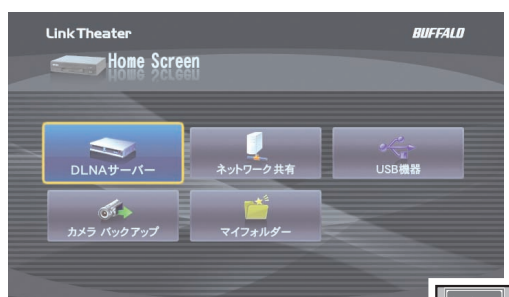 LinkTheater
BUFFALO
Home Screen
DLNAサーバー
ネットワーク共有
USB機器
カメラ バックアップ
マイフォルダー